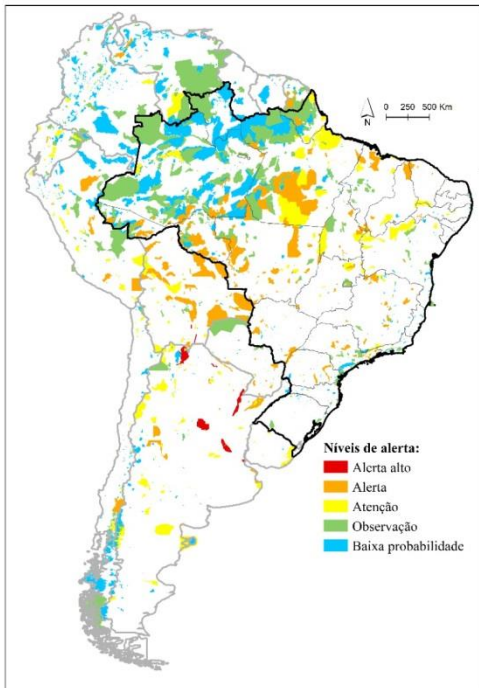 N
0 250 500 Km
Níveis de alerta:
Alerta alto
Alerta
Atenção
Observação
Baixa probabilidade